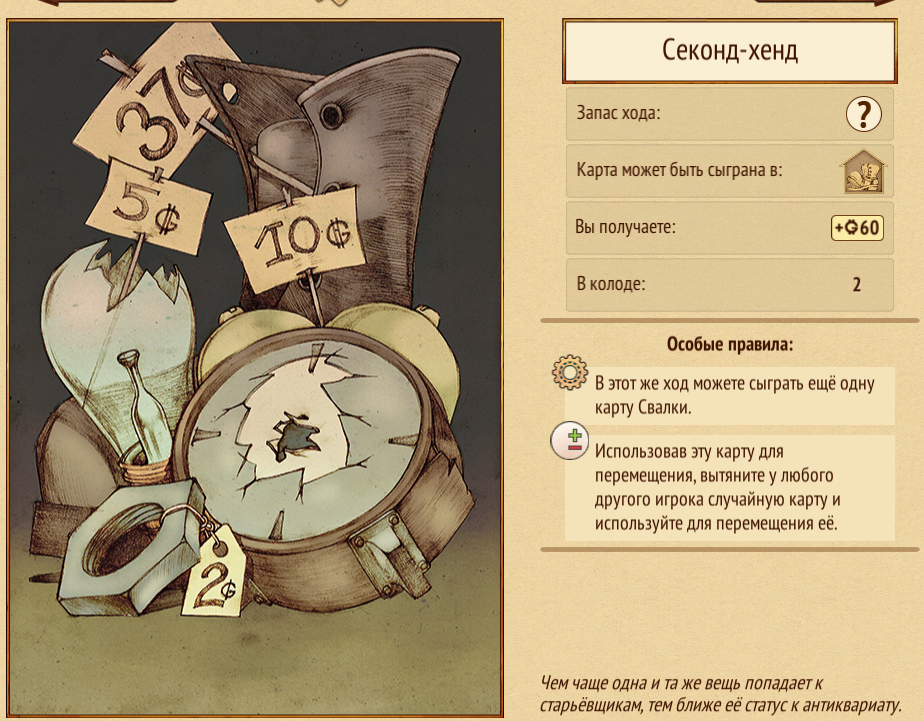 37
5 ₲
10 ₲
2 ₲
Секонд-хенд
Запас хода:
?
Карта может быть сыграна в:
Вы получаете:
+₲60
В колоде:
2
Особые правила:
В этот же ход можете сыграть ещё одну
карту Свалки.
Использовав эту карту для
перемещения, вытяните у любого
другого игрока случайную карту и
используйте для перемещения её.
Чем чаще одна и та же вещь попадает к
старьёвщикам, тем ближе её статус к антиквариату.